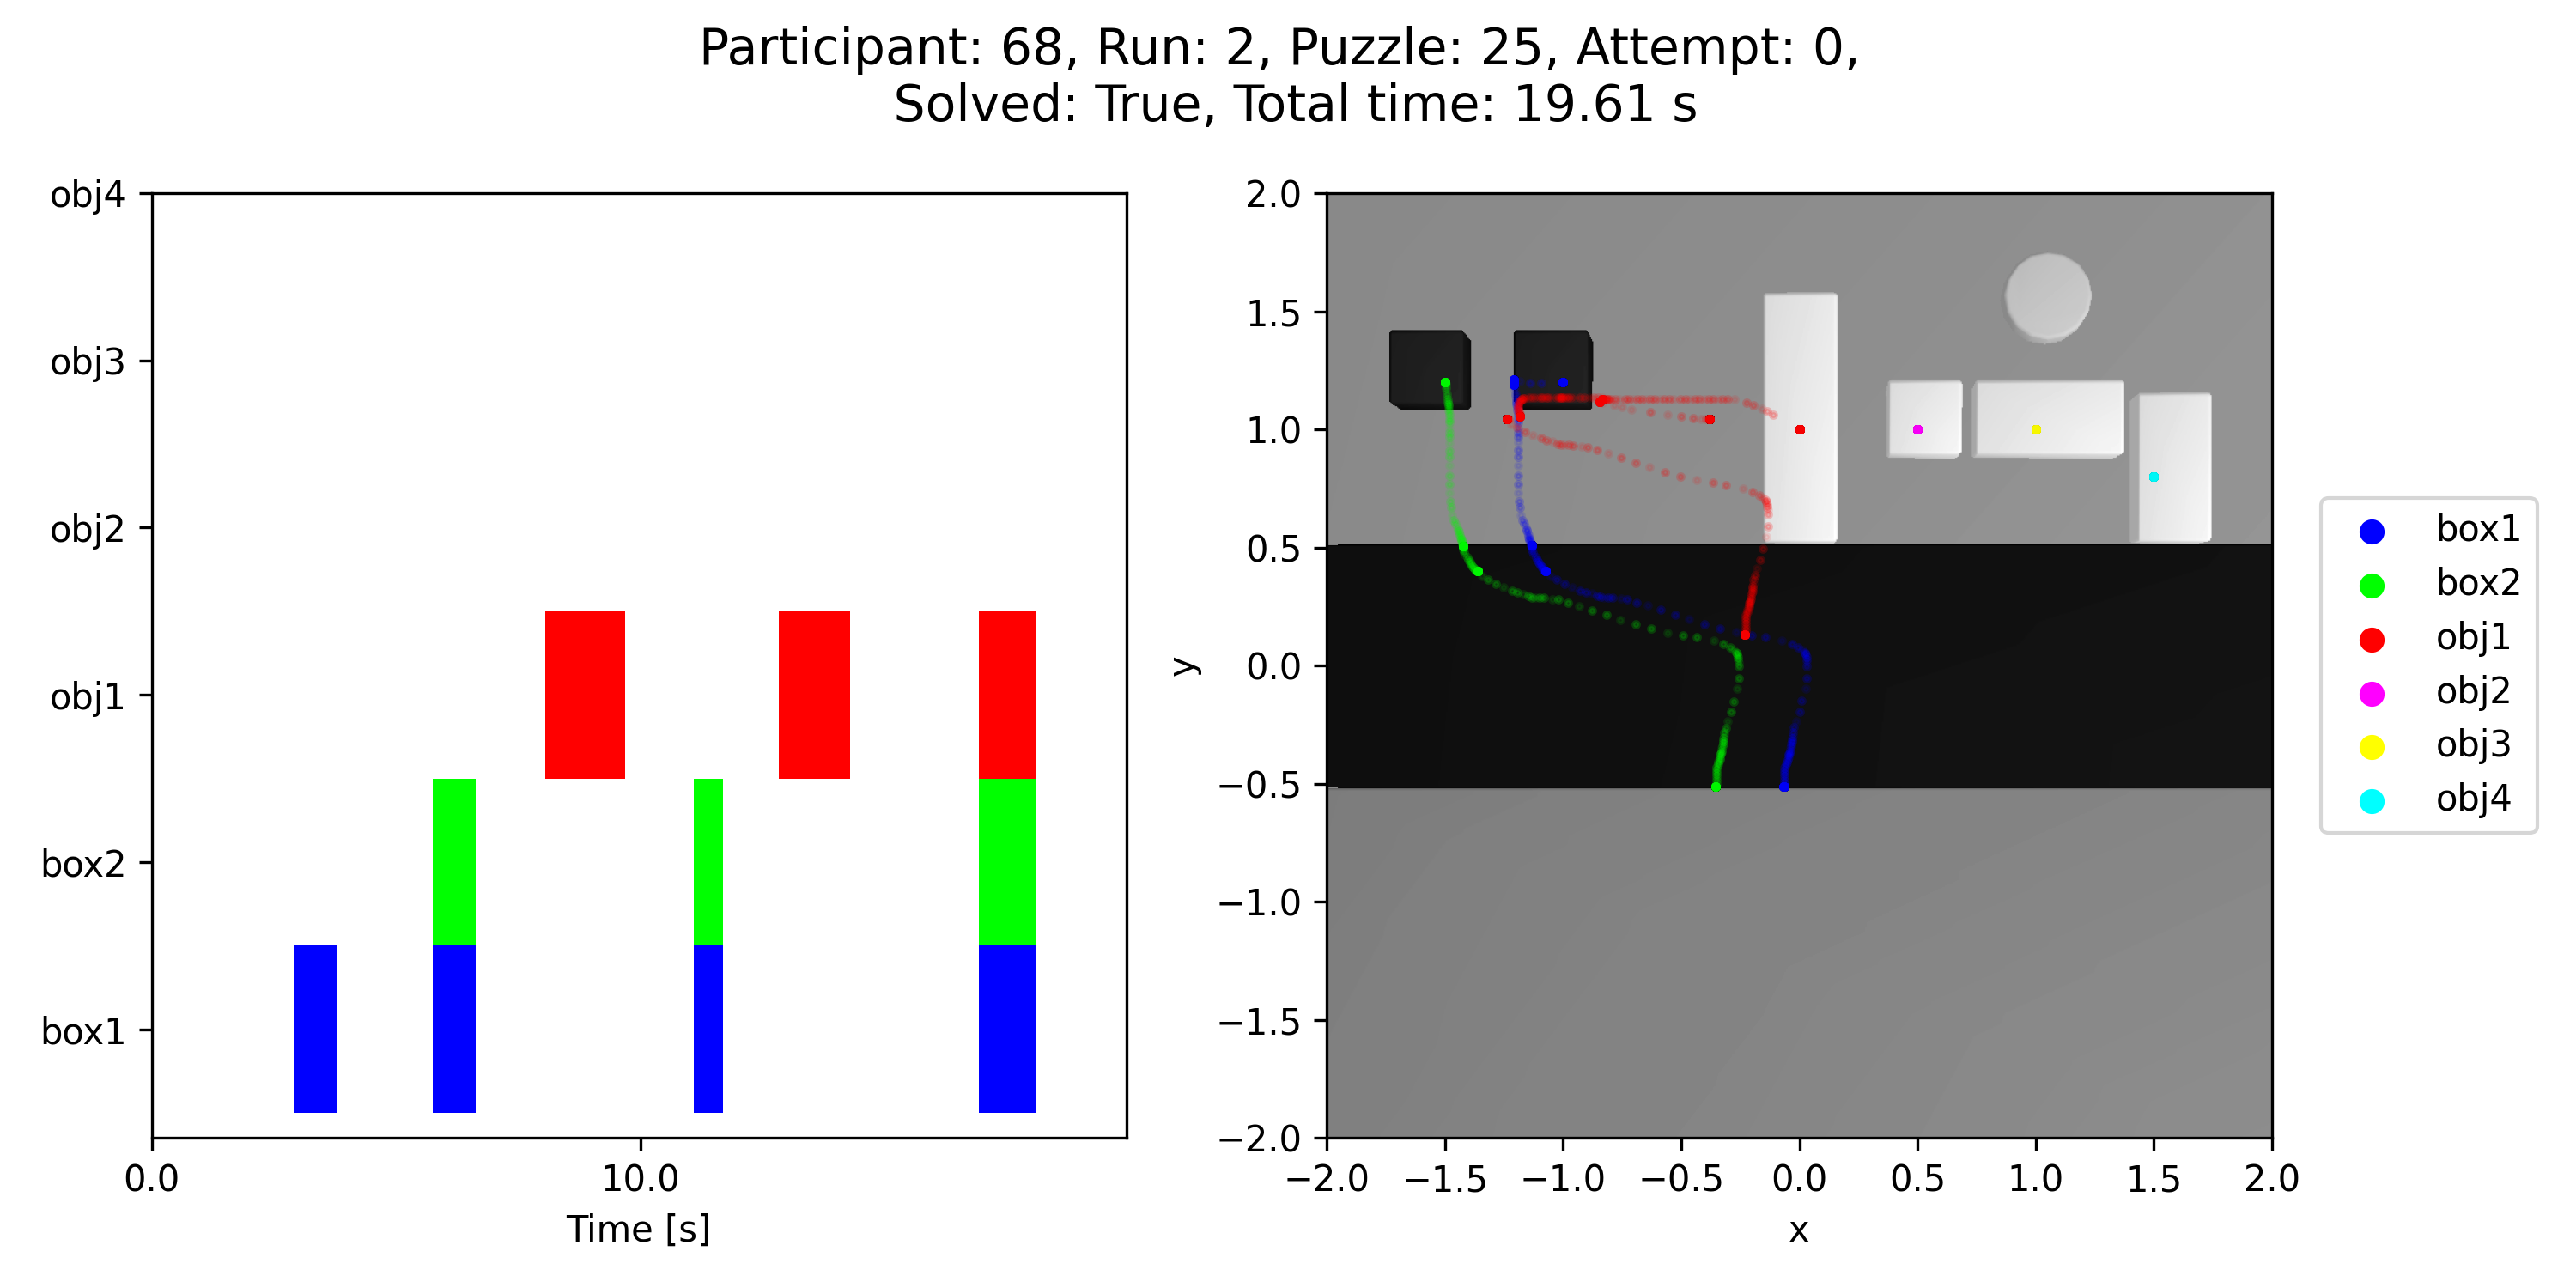 Participant: 68, Run: 2, Puzzle: 25, Attempt: 0,
Solved: True, Total time: 19.61 s
obj4
obj3
obj2
obj1
box2
box1
0.0
10.0
Time [s]
2.0
1.5
1.0
0.5
0.0
−0.5
−1.0
−1.5
−2.0
y
−2.0
−1.5
−1.0
−0.5
0.0
0.5
1.0
1.5
2.0
x
box1
box2
obj1
obj2
obj3
obj4